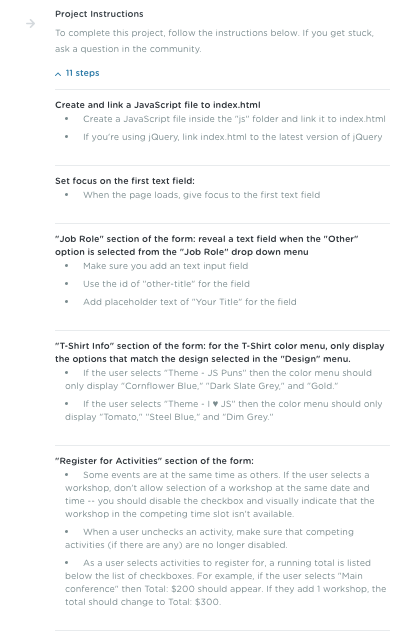 Project Instructions
To complete this project, follow the instructions below. If you get stuck,
ask a question in the community.
11 steps
Create and link a JavaScript file to index.html
• Create a JavaScript file inside the "js" folder and link it to index.html
• If you're using jQuery, link index.html to the latest version of jQuery
Set focus on the first text field:
• When the page loads, give focus to the first text field
"Job Role" section of the form: reveal a text field when the "Other"
option is selected from the "Job Role" drop down menu
• Make sure you add an text input field
• Use the id of "other-title" for the field
• Add placeholder text of "Your Title" for the field
"T-Shirt Info" section of the form: for the T-Shirt color menu, only display
the options that match the design selected in the "Design" menu.
• If the user selects "Theme - JS Puns" then the color menu should
only display "Cornflower Blue," "Dark Slate Grey," and "Gold."
• If the user selects "Theme - I ♥ JS" then the color menu should only
display "Tomato," "Steel Blue," and "Dim Grey."
"Register for Activities" section of the form:
• Some events are at the same time as others. If the user selects a
workshop, don't allow selection of a workshop at the same date and
time -- you should disable the checkbox and visually indicate that the
workshop in the competing time slot isn't available.
• When a user unchecks an activity, make sure that competing
activities (if there are any) are no longer disabled.
• As a user selects activities to register for, a running total is listed
below the list of checkboxes. For example, if the user selects "Main
conference" then Total: $200 should appear. If they add 1 workshop, the
total should change to Total: $300.